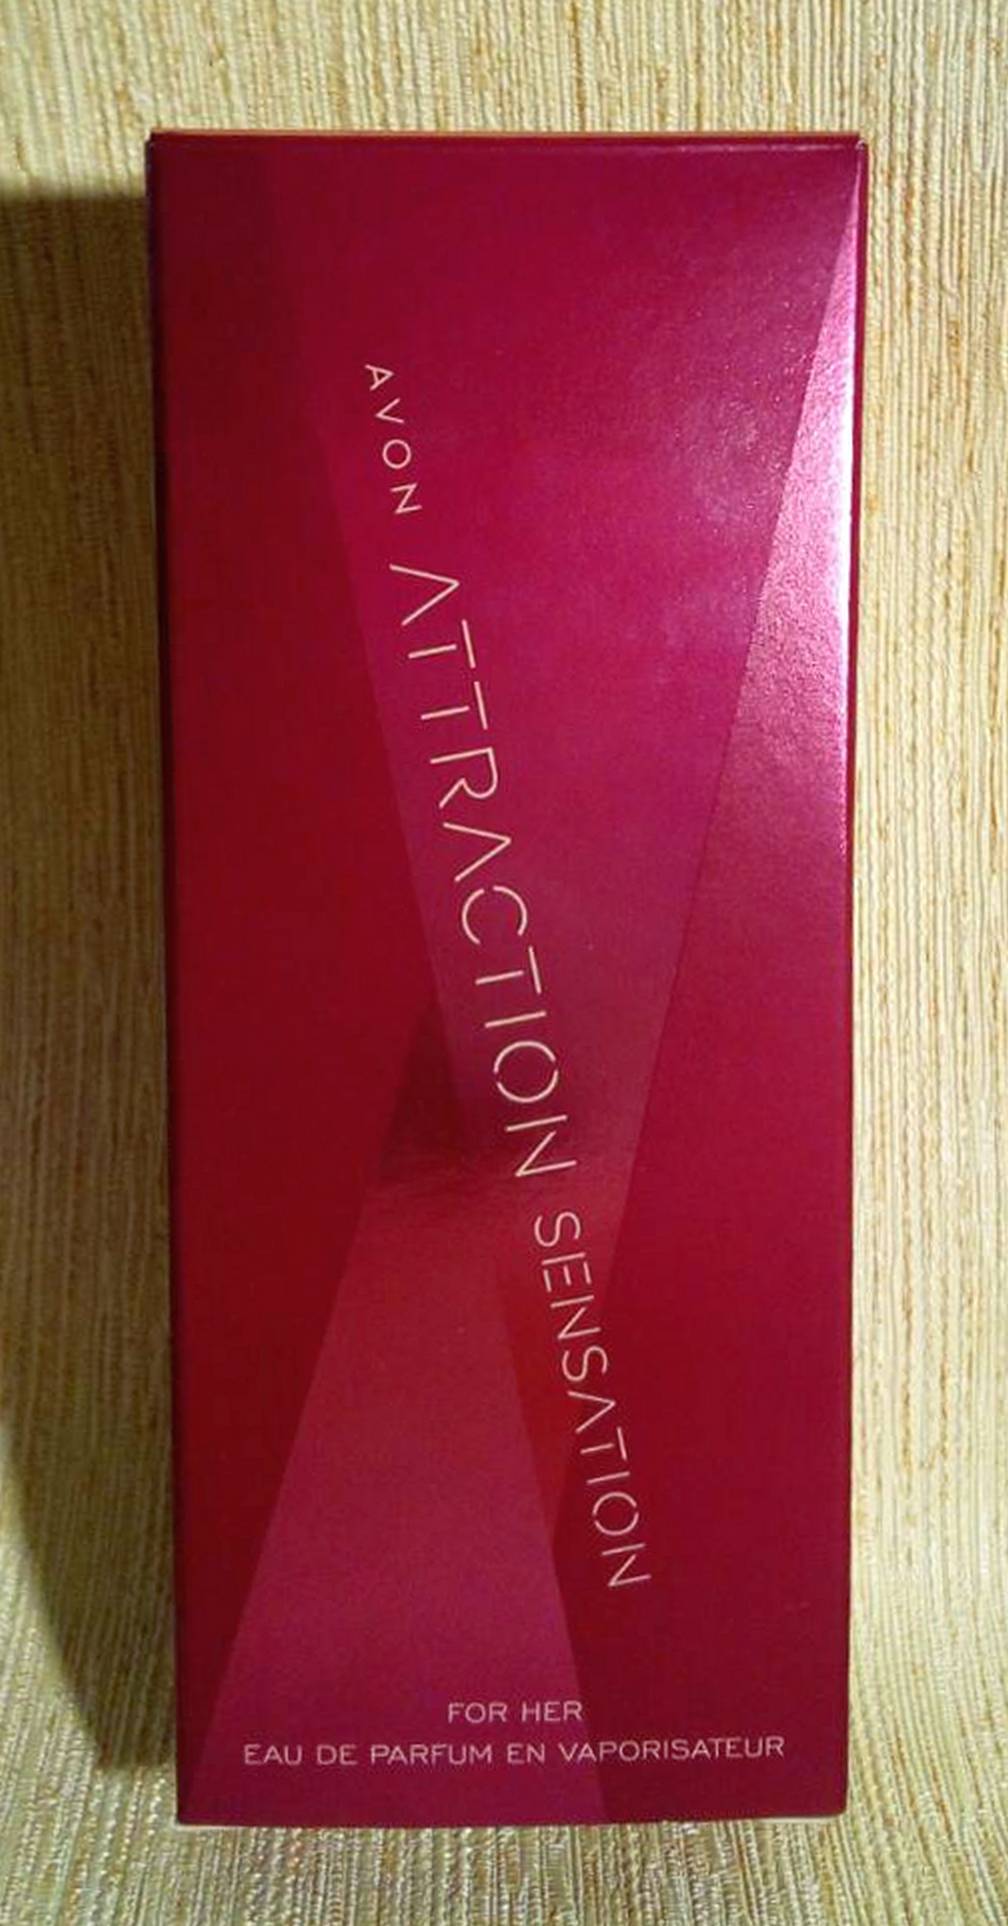 AVON ATTRACTION SENSATION
FOR HER
EAU DE PARFUM EN VAPORISATEUR